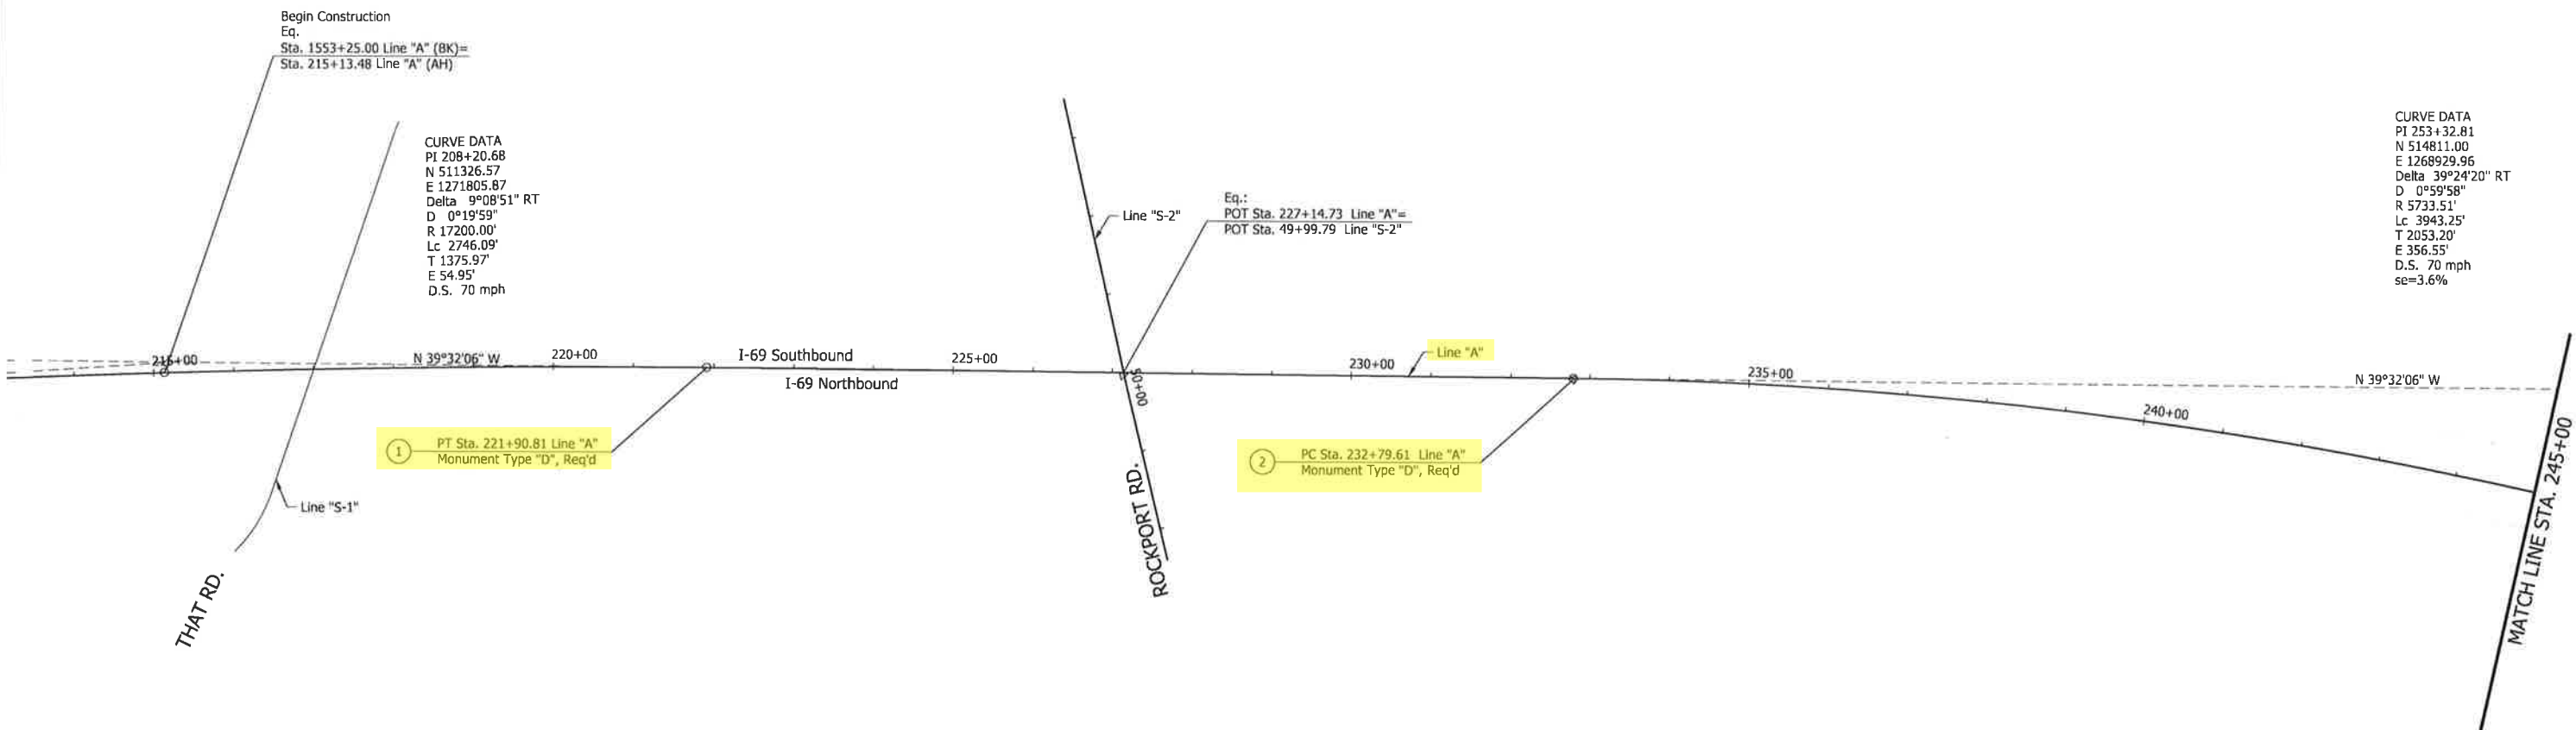 Begin Construction
Eq.
Sta. 1553+25.00 Line "A" (BK)=
Sta. 215+13.48 Line "A" (AH)
CURVE DATA
PI 208+20.68
N 511326.57
E 1271805.87
Delta 9°08'51" RT
D 0°19'59"
R 17200.00'
Lc 2746.09'
T 1375.97'
E 54.95'
D.S. 70 mph
Line "S-2"
Eq.:
POT Sta. 227+14.73 Line "A"=
POT Sta. 49+99.79 Line "S-2"
CURVE DATA
PI 253+32.81
N 514811.00
E 1268929.96
Delta 39°24'20" RT
D 0°59'58"
R 5733.51'
Lc 3943.25'
T 2053.20'
E 356.55'
D.S. 70 mph
se=3.6%
215+00
N 39°32'06" W
220+00
I-69 Southbound
I-69 Northbound
225+00
50+00
230+00
Line "A"
235+00
N 39°32'06" W
240+00
1
PT Sta. 221+90.81 Line "A"
Monument Type "D", Req'd
2
PC Sta. 232+79.61 Line "A"
Monument Type "D", Req'd
Line "S-1"
THAT RD.
ROCKPORT RD.
MATCH LINE STA. 245+00